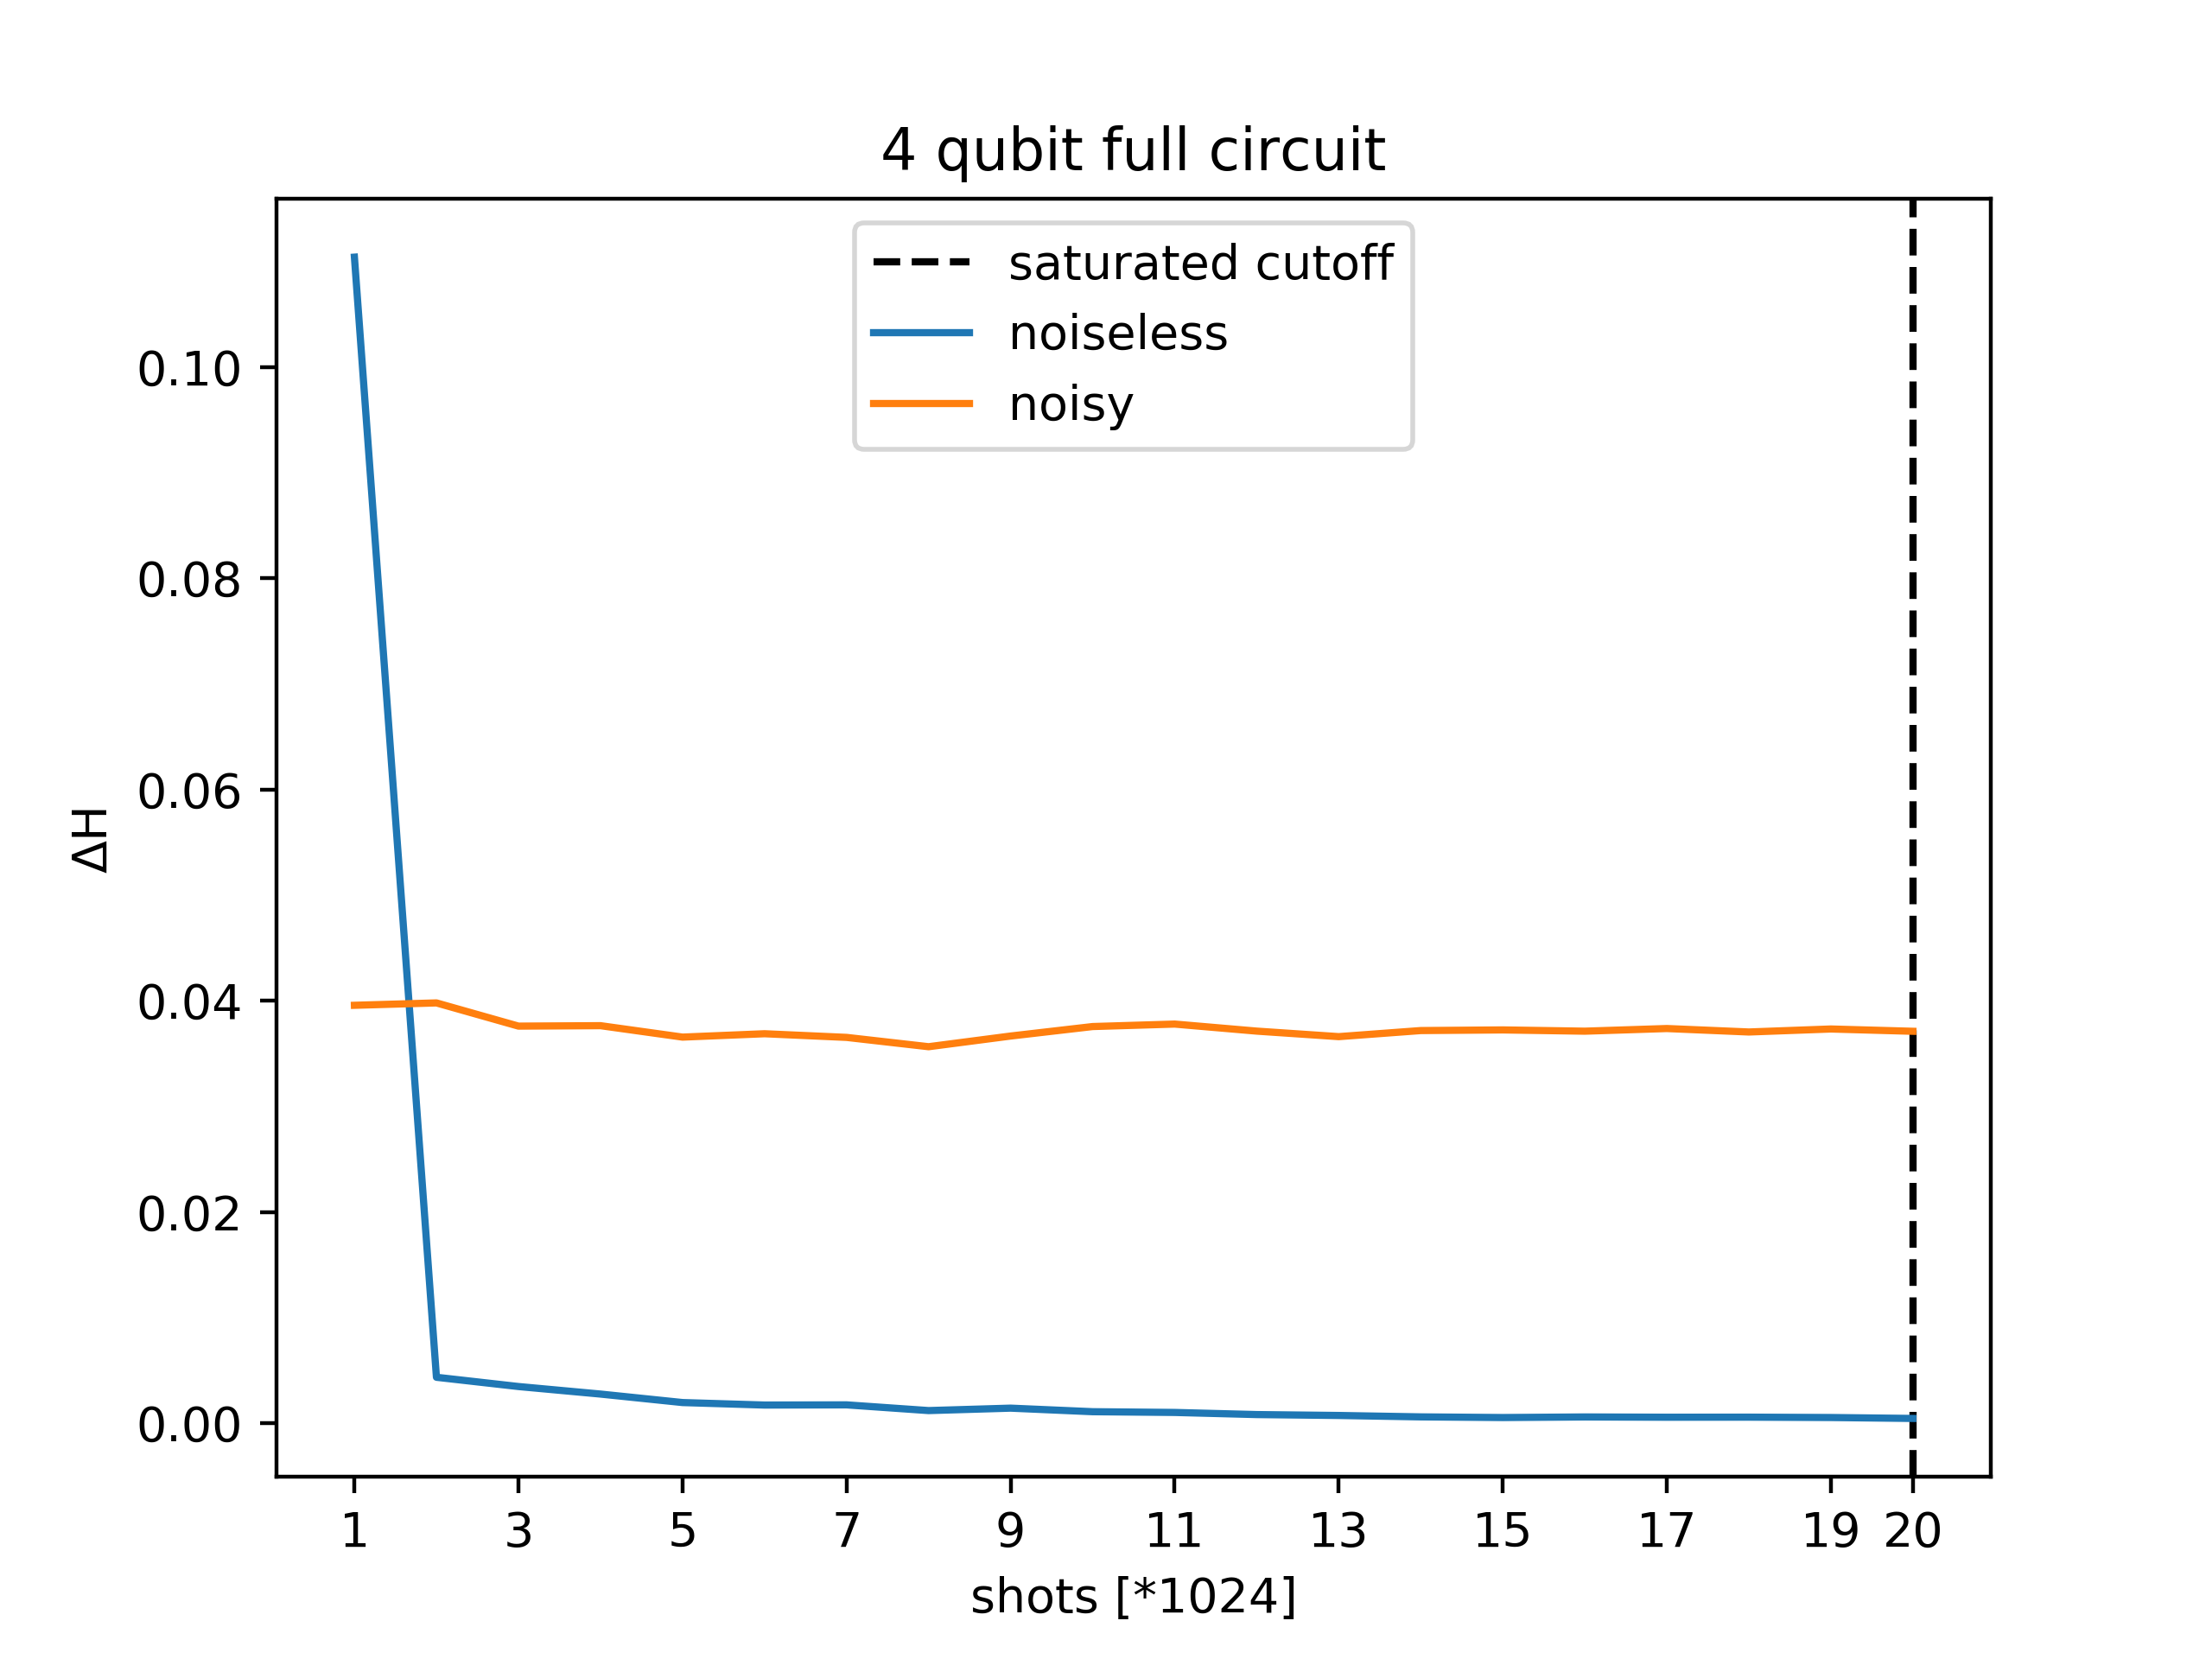 4 qubit full circuit
saturated cutoff
noiseless
noisy
0.10
0.08
0.06
0.04
0.02
0.00
ΔH
1 3 5 7 9 11 13 15 17 19 20
shots [*1024]